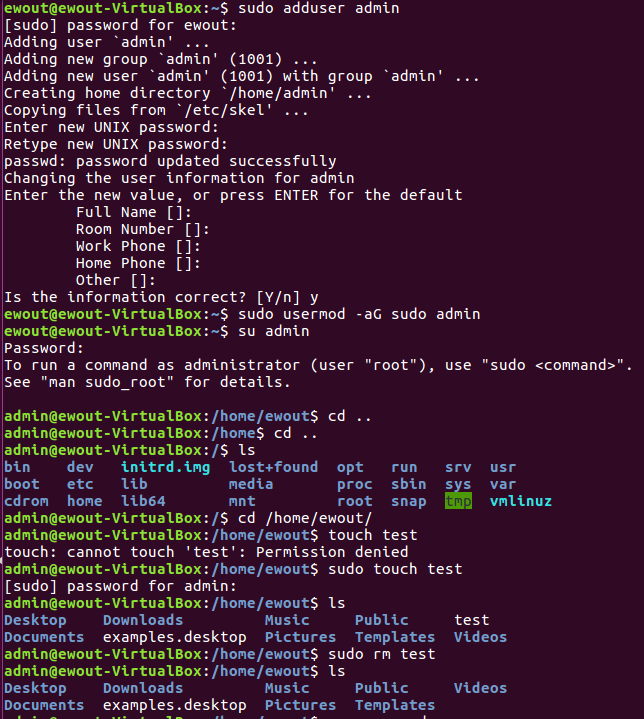 ewout@ewout-VirtualBox:~$ sudo adduser admin
[sudo] password for ewout:
Adding user `admin' ...
Adding new group `admin' (1001) ...
Adding new user `admin' (1001) with group `admin' ...
Creating home directory `/home/admin' ...
Copying files from `/etc/skel' ...
Enter new UNIX password:
Retype new UNIX password:
passwd: password updated successfully
Changing the user information for admin
Enter the new value, or press ENTER for the default
        Full Name []:
        Room Number []:
        Work Phone []:
        Home Phone []:
        Other []:
Is the information correct? [Y/n] y
ewout@ewout-VirtualBox:~$ sudo usermod -aG sudo admin
ewout@ewout-VirtualBox:~$ su admin
Password:
To run a command as administrator (user "root"), use "sudo <command>".
See "man sudo_root" for details.

admin@ewout-VirtualBox:/home/ewout$ cd ..
admin@ewout-VirtualBox:/home$ cd ..
admin@ewout-VirtualBox:/$ ls
bin    dev   initrd.img  lost+found  opt   run   srv  usr
boot   etc   lib         media       proc  sbin  sys  var
cdrom  home  lib64       mnt         root  snap  tmp  vmlinuz
admin@ewout-VirtualBox:/$ cd /home/ewout/
admin@ewout-VirtualBox:/home/ewout$ touch test
touch: cannot touch 'test': Permission denied
admin@ewout-VirtualBox:/home/ewout$ sudo touch test
[sudo] password for admin:
admin@ewout-VirtualBox:/home/ewout$ ls
Desktop    Downloads         Music     Public     test
Documents  examples.desktop  Pictures  Templates  Videos
admin@ewout-VirtualBox:/home/ewout$ sudo rm test
admin@ewout-VirtualBox:/home/ewout$ ls
Desktop    Downloads         Music     Public     Videos
Documents  examples.desktop  Pictures  Templates